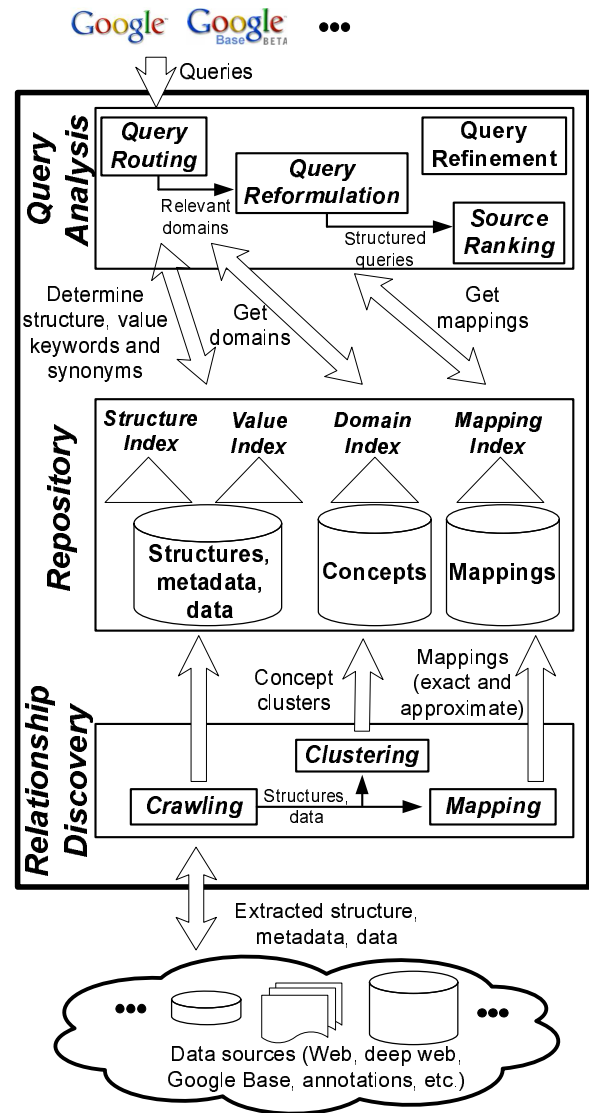 Google Google
Base BETA
Queries
Query
Analysis
Query
Routing
Query
Reformulation
Query
Refinement
Relevant
domains
Structured
queries
Source
Ranking
Determine
structure, value
keywords and
synonyms
Get
domains
Get
mappings
Repository
Structure
Index
Value
Index
Domain
Index
Mapping
Index
Structures,
metadata,
data
Concepts
Mappings
Concept
clusters
Mappings
(exact and
approximate)
Relationship
Discovery
Clustering
Crawling
Structures,
data
Mapping
Extracted structure,
metadata, data
Data sources (Web, deep web,
Google Base, annotations, etc.)